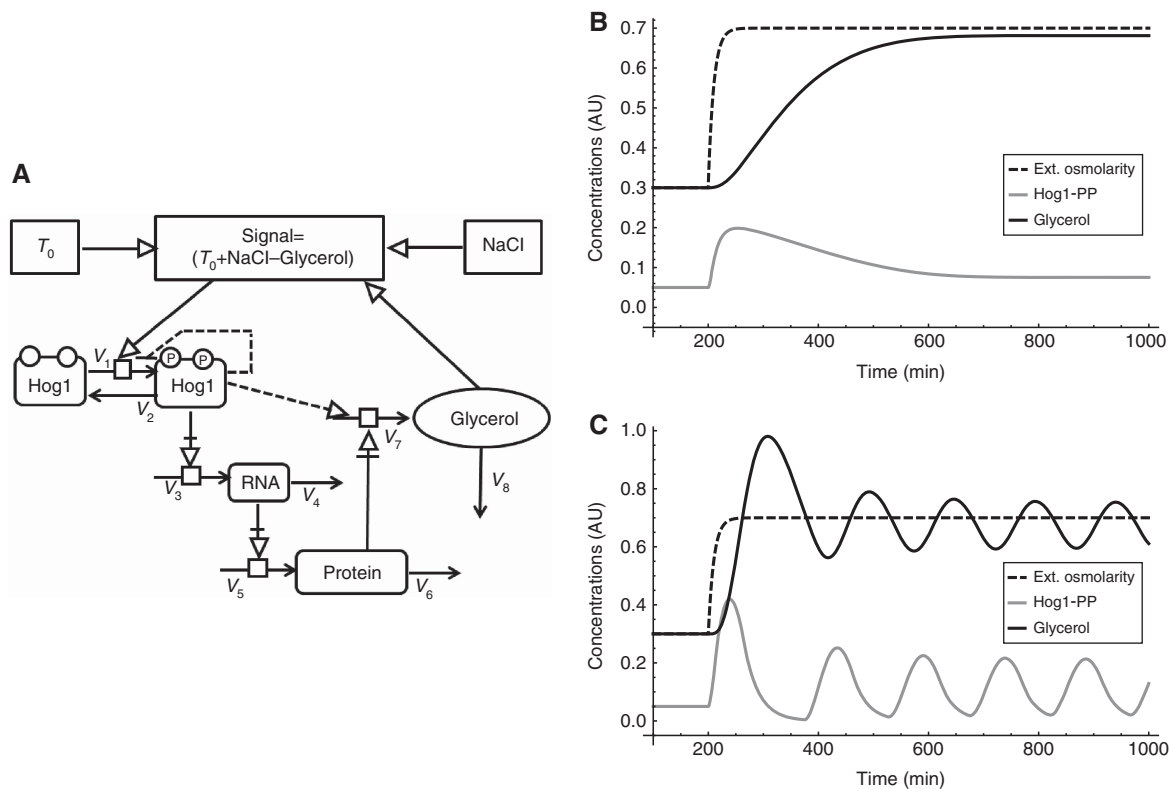 A
T0
Signal=
(T0+NaCl–Glycerol)
NaCl
Hog1
V1
P
P
Hog1
V2
Glycerol
V7
V8
V3
RNA
V4
V5
Protein
V6
B
Concentrations (AU)
0.7
0.6
0.5
0.4
0.3
0.2
0.1
0.0
Ext. osmolarity
Hog1-PP
Glycerol
200 400 600 800 1000
Time (min)
C
Concentrations (AU)
1.0
0.8
0.6
0.4
0.2
0.0
Ext. osmolarity
Hog1-PP
Glycerol
200 400 600 800 1000
Time (min)